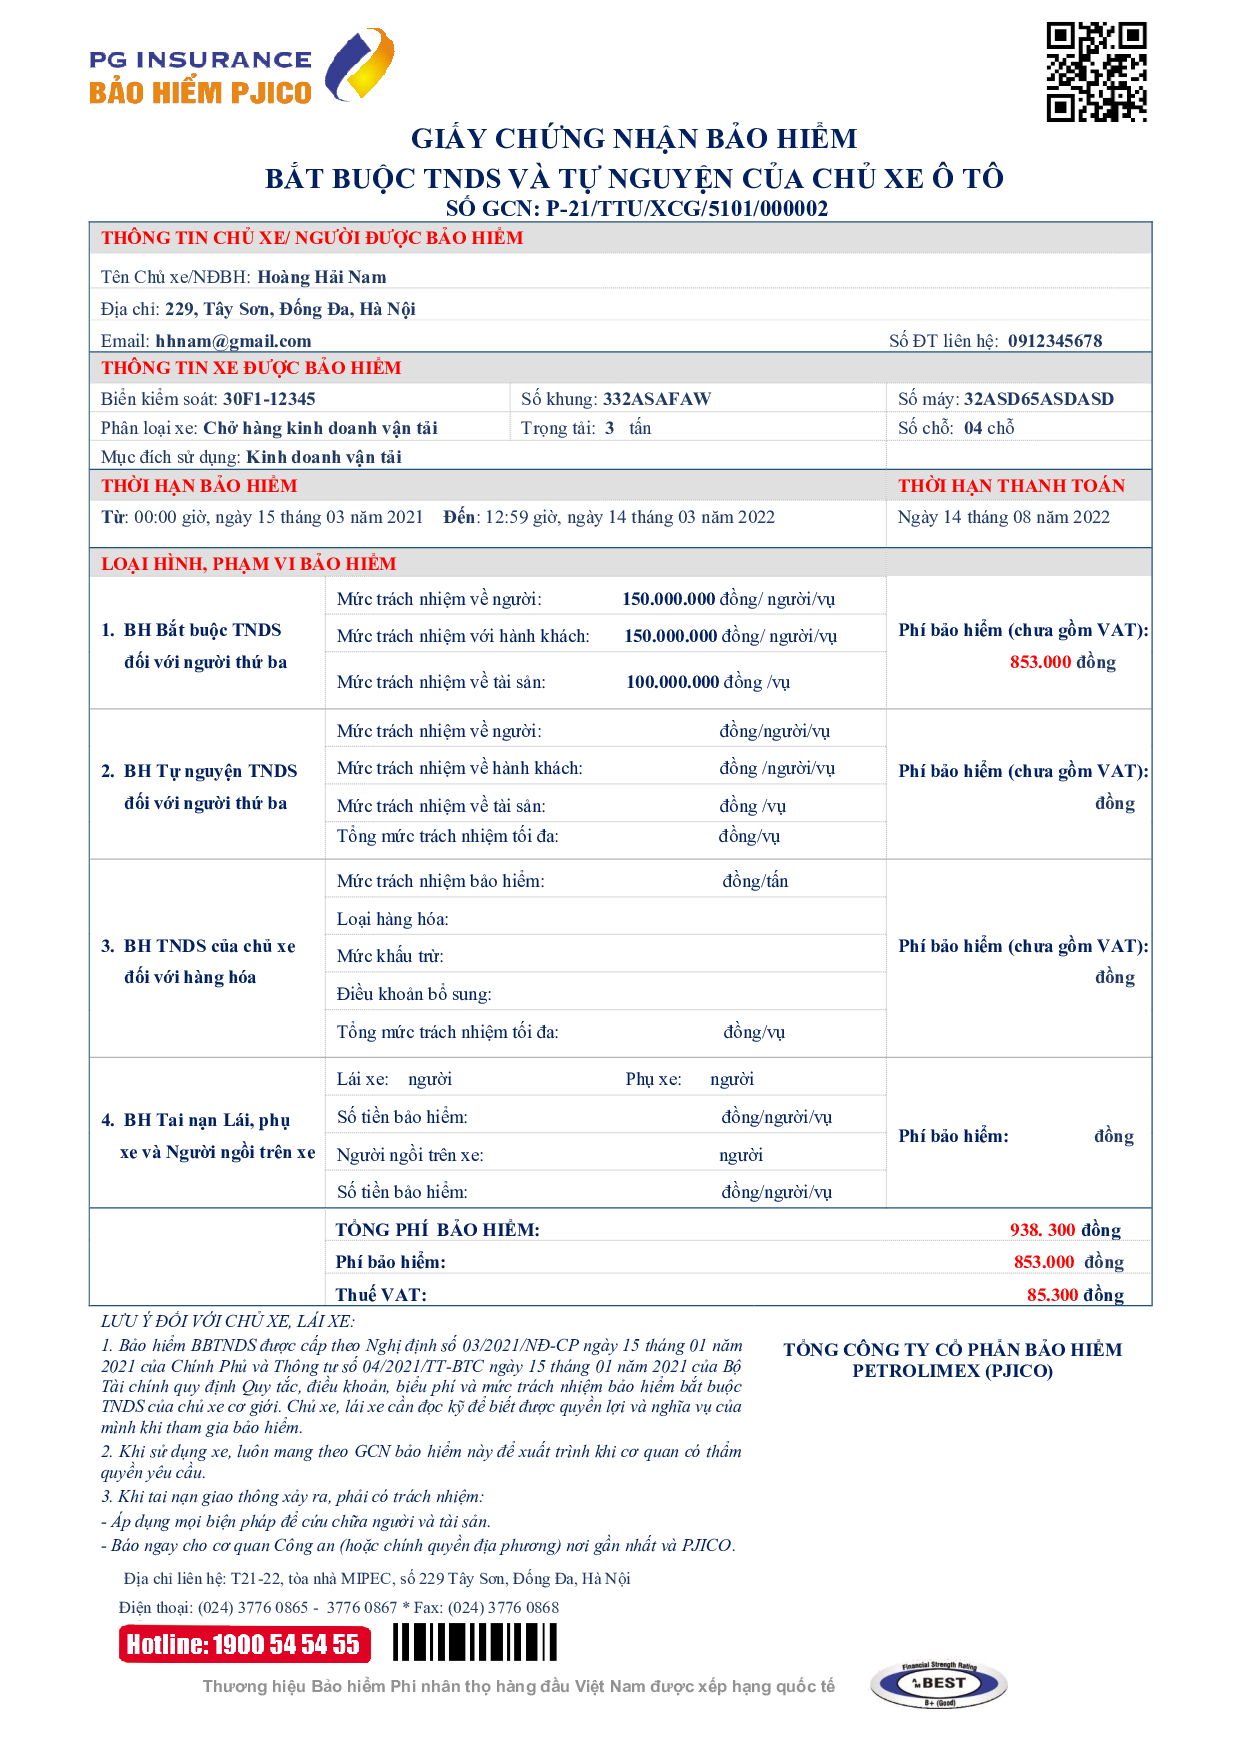 PG INSURANCE
BẢO HIỂM PJICO
GIẤY CHỨNG NHẬN BẢO HIỂM
BẮT BUỘC TNDS VÀ TỰ NGUYỆN CỦA CHỦ XE Ô TÔ
SỐ GCN: P-21/TTU/XCG/5101/000002
THÔNG TIN CHỦ XE/ NGƯỜI ĐƯỢC BẢO HIỂM
Tên Chủ xe/NĐBH: Hoàng Hải Nam
Địa chỉ: 229, Tây Sơn, Đống Đa, Hà Nội
Email: hhnam@gmail.com Số ĐT liên hệ: 0912345678
THÔNG TIN XE ĐƯỢC BẢO HIỂM
Biển kiểm soát: 30F1-12345 Số khung: 332ASAFAW Số máy: 32ASD65ASDASD
Phân loại xe: Chở hàng kinh doanh vận tải Trọng tải: 3 tấn Số chỗ: 04 chỗ
Mục đích sử dụng: Kinh doanh vận tải
THỜI HẠN BẢO HIỂM THỜI HẠN THANH TOÁN
Từ: 00:00 giờ, ngày 15 tháng 03 năm 2021 Đến: 12:59 giờ, ngày 14 tháng 03 năm 2022 Ngày 14 tháng 08 năm 2022
LOẠI HÌNH, PHẠM VI BẢO HIỂM
1. BH Bắt buộc TNDS
đối với người thứ ba
Mức trách nhiệm về người: 150.000.000 đồng/ người/vụ
Mức trách nhiệm với hành khách: 150.000.000 đồng/ người/vụ
Mức trách nhiệm về tài sản: 100.000.000 đồng /vụ
Phí bảo hiểm (chưa gồm VAT):
853.000 đồng
2. BH Tự nguyện TNDS
đối với người thứ ba
Mức trách nhiệm về người: đồng/người/vụ
Mức trách nhiệm về hành khách: đồng /người/vụ
Mức trách nhiệm về tài sản: đồng /vụ
Tổng mức trách nhiệm tối đa: đồng/vụ
Phí bảo hiểm (chưa gồm VAT):
đồng
3. BH TNDS của chủ xe
đối với hàng hóa
Mức trách nhiệm bảo hiểm: đồng/tấn
Loại hàng hóa:
Mức khấu trừ:
Điều khoản bổ sung:
Tổng mức trách nhiệm tối đa: đồng/vụ
Phí bảo hiểm (chưa gồm VAT):
đồng
4. BH Tai nạn Lái, phụ
xe và Người ngồi trên xe
Lái xe: người Phụ xe: người
Số tiền bảo hiểm: đồng/người/vụ
Người ngồi trên xe: người
Số tiền bảo hiểm: đồng/người/vụ
Phí bảo hiểm: đồng
TỔNG PHÍ BẢO HIỂM: 938. 300 đồng
Phí bảo hiểm: 853.000 đồng
Thuế VAT: 85.300 đồng
LƯU Ý ĐỐI VỚI CHỦ XE, LÁI XE:
1. Bảo hiểm BBTNDS được cấp theo Nghị định số 03/2021/NĐ-CP ngày 15 tháng 01 năm
2021 của Chính Phủ và Thông tư số 04/2021/TT-BTC ngày 15 tháng 01 năm 2021 của Bộ
Tài chính quy định Quy tắc, điều khoản, biểu phí và mức trách nhiệm bảo hiểm bắt buộc
TNDS của chủ xe cơ giới. Chủ xe, lái xe cần đọc kỹ để biết được quyền lợi và nghĩa vụ của
mình khi tham gia bảo hiểm.
2. Khi sử dụng xe, luôn mang theo GCN bảo hiểm này để xuất trình khi cơ quan có thẩm
quyền yêu cầu.
3. Khi tai nạn giao thông xảy ra, phải có trách nhiệm:
- Áp dụng mọi biện pháp để cứu chữa người và tài sản.
- Báo ngay cho cơ quan Công an (hoặc chính quyền địa phương) nơi gần nhất và PJICO.
TỔNG CÔNG TY CỔ PHẦN BẢO HIỂM
PETROLIMEX (PJICO)
Địa chỉ liên hệ: T21-22, tòa nhà MIPEC, số 229 Tây Sơn, Đống Đa, Hà Nội
Điện thoại: (024) 3776 0865 - 3776 0867 * Fax: (024) 3776 0868
Hotline: 1900 54 54 55
Thương hiệu Bảo hiểm Phi nhân thọ hàng đầu Việt Nam được xếp hạng quốc tế
Financial Strength Rating
AM BEST
B+ (Good)